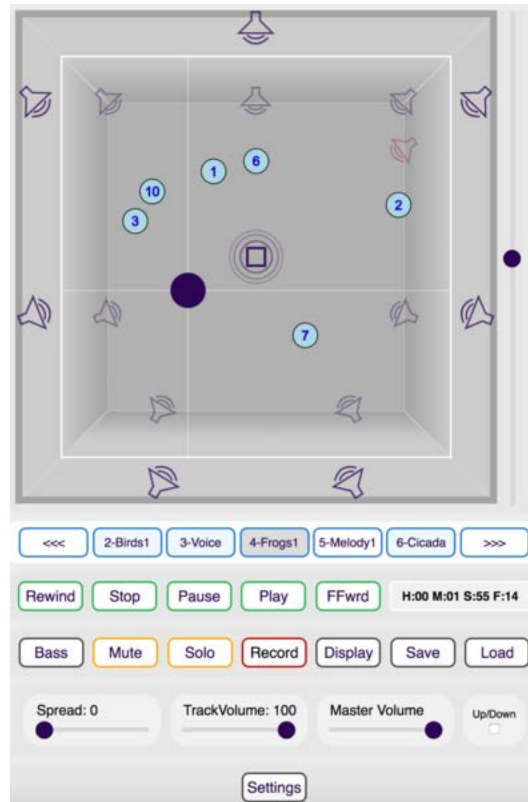 6
1
10
2
3
7
<<< 2-Birds1 3-Voice 4-Frogs1 5-Melody1 6-Cicada >>>
Rewind Stop Pause Play FFwrd H:00 M:01 S:55 F:14
Bass Mute Solo Record Display Save Load
Spread: 0 TrackVolume: 100 Master Volume Up/Down
Settings